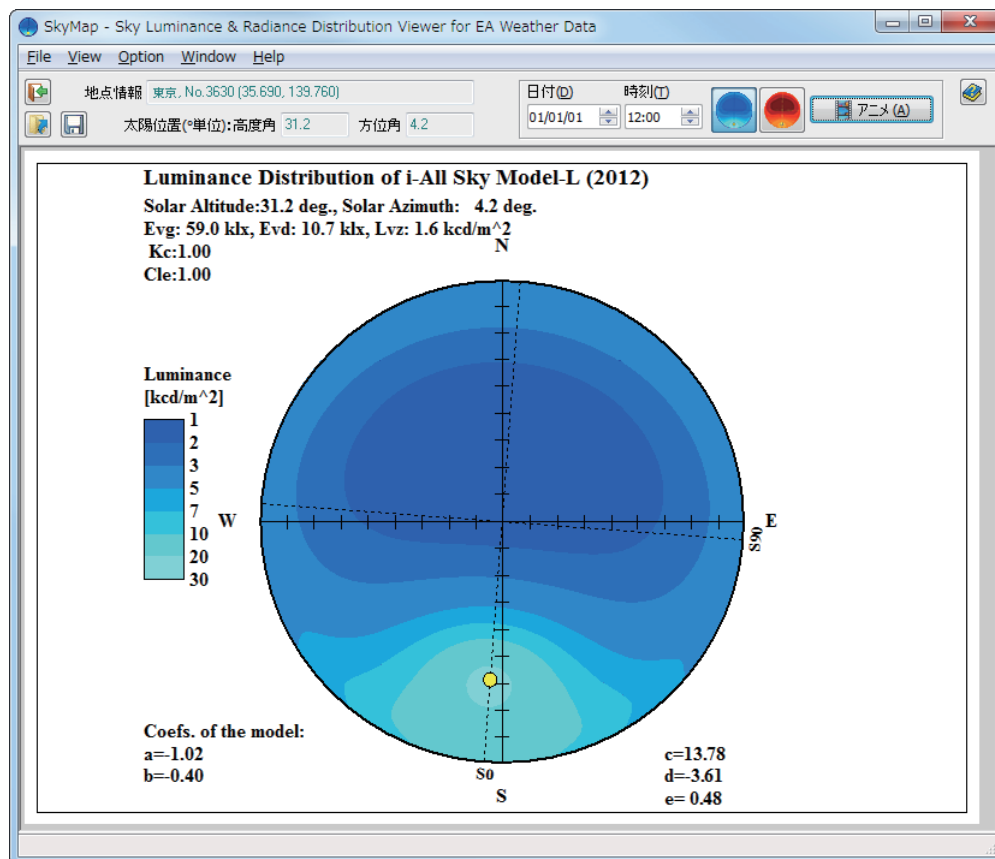 SkyMap - Sky Luminance & Radiance Distribution Viewer for EA Weather Data
File View Option Window Help
地点情報 東京, No.3630 (35.690, 139.760)
日付(D) 時刻(T)
太陽位置(°単位):高度角 31.2 方位角 4.2
01/01/01 12:00 アニメ(A)
Luminance Distribution of i-All Sky Model-L (2012)
Solar Altitude:31.2 deg., Solar Azimuth: 4.2 deg.
Evg: 59.0 klx, Evd: 10.7 klx, Lvz: 1.6 kcd/m^2
Kc:1.00
Cle:1.00
N
Luminance
[kcd/m^2]
1
2
3
5
7
10
20
30
W
E
S90
Coefs. of the model:
a=-1.02
b=-0.40
S0
S
c=13.78
d=-3.61
e= 0.48